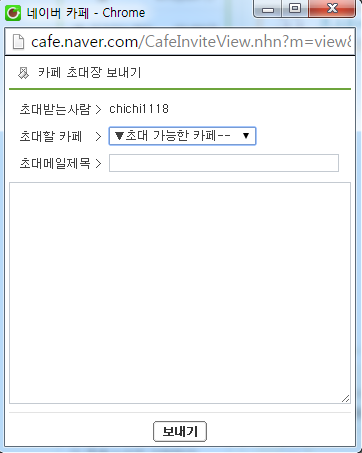 네이버 카페 - Chrome
cafe.naver.com/CafeInviteView.nhn?m=view&
카페 초대장 보내기
초대받는사람 > chichi1118
초대할 카페 > ▼초대 가능한 카페-- ▼
초대메일제목 >
보내기